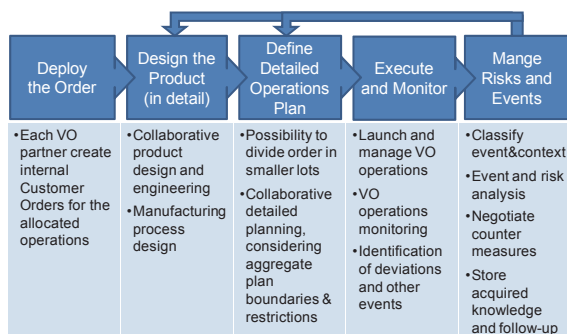 Deploy
the Order
Design the
Product
(in detail)
Define
Detailed
Operations
Plan
Execute
and Monitor
Mange
Risks and
Events
•Each VO
partner create
internal
Customer
Orders for the
allocated
operations
•Collaborative
product
design and
engineering
•Manufacturing
process
design
•Possibility to
divide order in
smaller lots
•Collaborative
detailed
planning,
considering
aggregate
plan
boundaries &
restrictions
•Launch and
manage VO
operations
•VO
operations
monitoring
•Identification
of deviations
and other
events
•Classify
event&context
•Event and risk
analysis
•Negotiate
counter
measures
•Store
acquired
knowledge
and follow-up